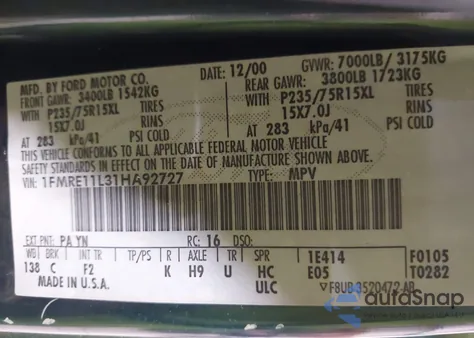 MFD. BY FORD MOTOR CO.
DATE: 12/00 GVWR: 7000LB/ 3175KG
FRONT GAWR: 3400LB 1542KG REAR GAWR: 3800LB 1723KG
WITH P235/75R15XL TIRES WITH P235/75R15XL TIRES
15X7.0J RIMS 15X7.0J RIMS
AT 283 kPa/41 PSI COLD AT 283 kPa/41 PSI COLD
THIS VEHICLE CONFORMS TO ALL APPLICABLE FEDERAL MOTOR VEHICLE
SAFETY STANDARDS IN EFFECT ON THE DATE OF MANUFACTURE SHOWN ABOVE
VIN: 1FMRE11L31HA92727 TYPE: MPV
EXT PNT: PA YN RC: 16 DSO:
WB BRK INT TR TP/PS R AXLE TR SPR 1E414 F0105
138 C F2 K H9 U HC E05 T0282
MADE IN U.S.A. ULC ▽F8UB 3520472-AB
autosnap